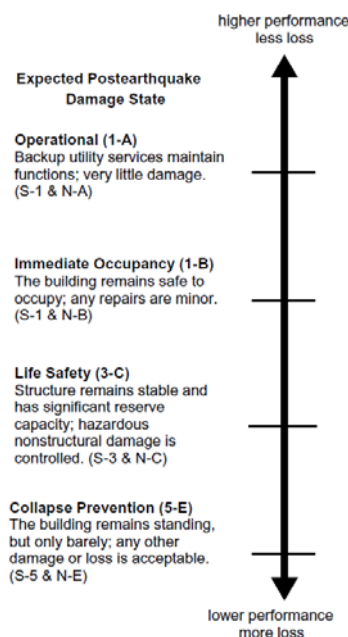 higher performance
less loss
Expected Postearthquake
Damage State
Operational (1-A)
Backup utility services maintain
functions; very little damage.
(S-1 & N-A)
Immediate Occupancy (1-B)
The building remains safe to
occupy; any repairs are minor.
(S-1 & N-B)
Life Safety (3-C)
Structure remains stable and
has significant reserve
capacity; hazardous
nonstructural damage is
controlled. (S-3 & N-C)
Collapse Prevention (5-E)
The building remains standing,
but only barely; any other
damage or loss is acceptable.
(S-5 & N-E)
lower performance
more loss